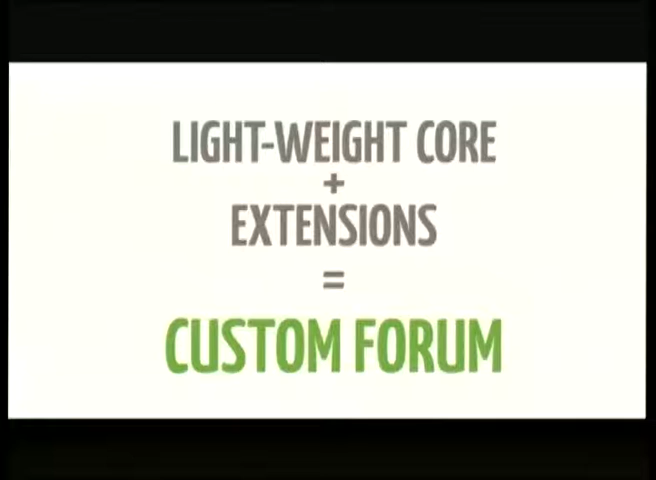 LIGHT-WEIGHT CORE
+
EXTENSIONS
=
CUSTOM FORUM